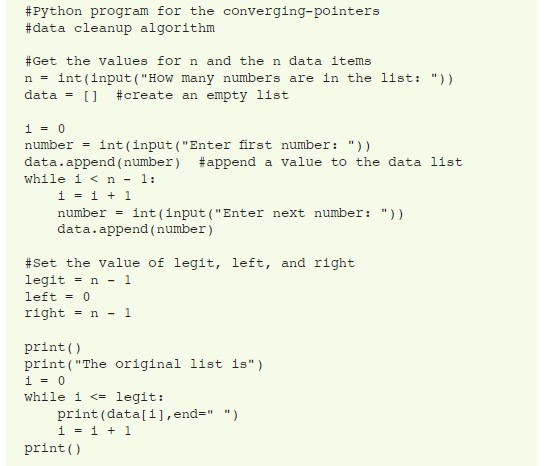 #Python program for the converging-pointers
#data cleanup algorithm
#Get the values for n and the n data items
n = int(input("How many numbers are in the list: "))
data = []  #create an empty list
i = 0
number = int(input("Enter first number: "))
data.append(number)  #append a value to the data list
while i < n - 1:
    i = i + 1
    number = int(input("Enter next number: "))
    data.append(number)
#Set the value of legit, left, and right
legit = n - 1
left = 0
right = n - 1
print()
print("The original list is")
i = 0
while i <= legit:
    print(data[i],end=" ")
    i = i + 1
print()